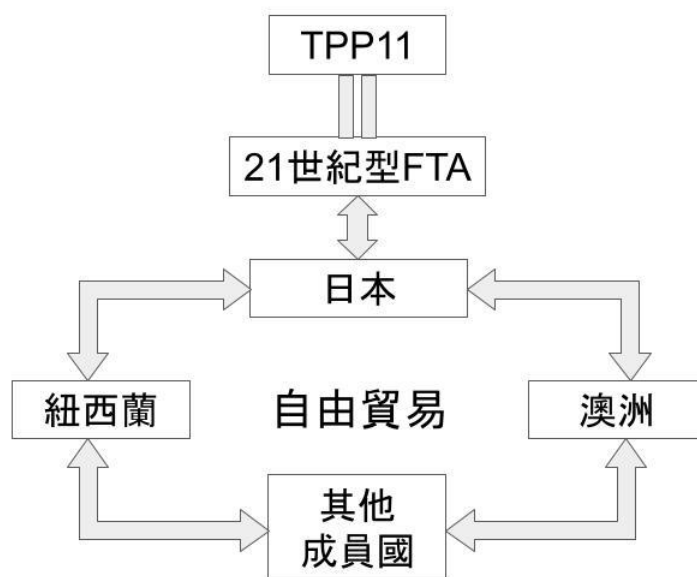 TPP11
21世紀型FTA
日本
紐西蘭
自由貿易
澳洲
其他
成員國